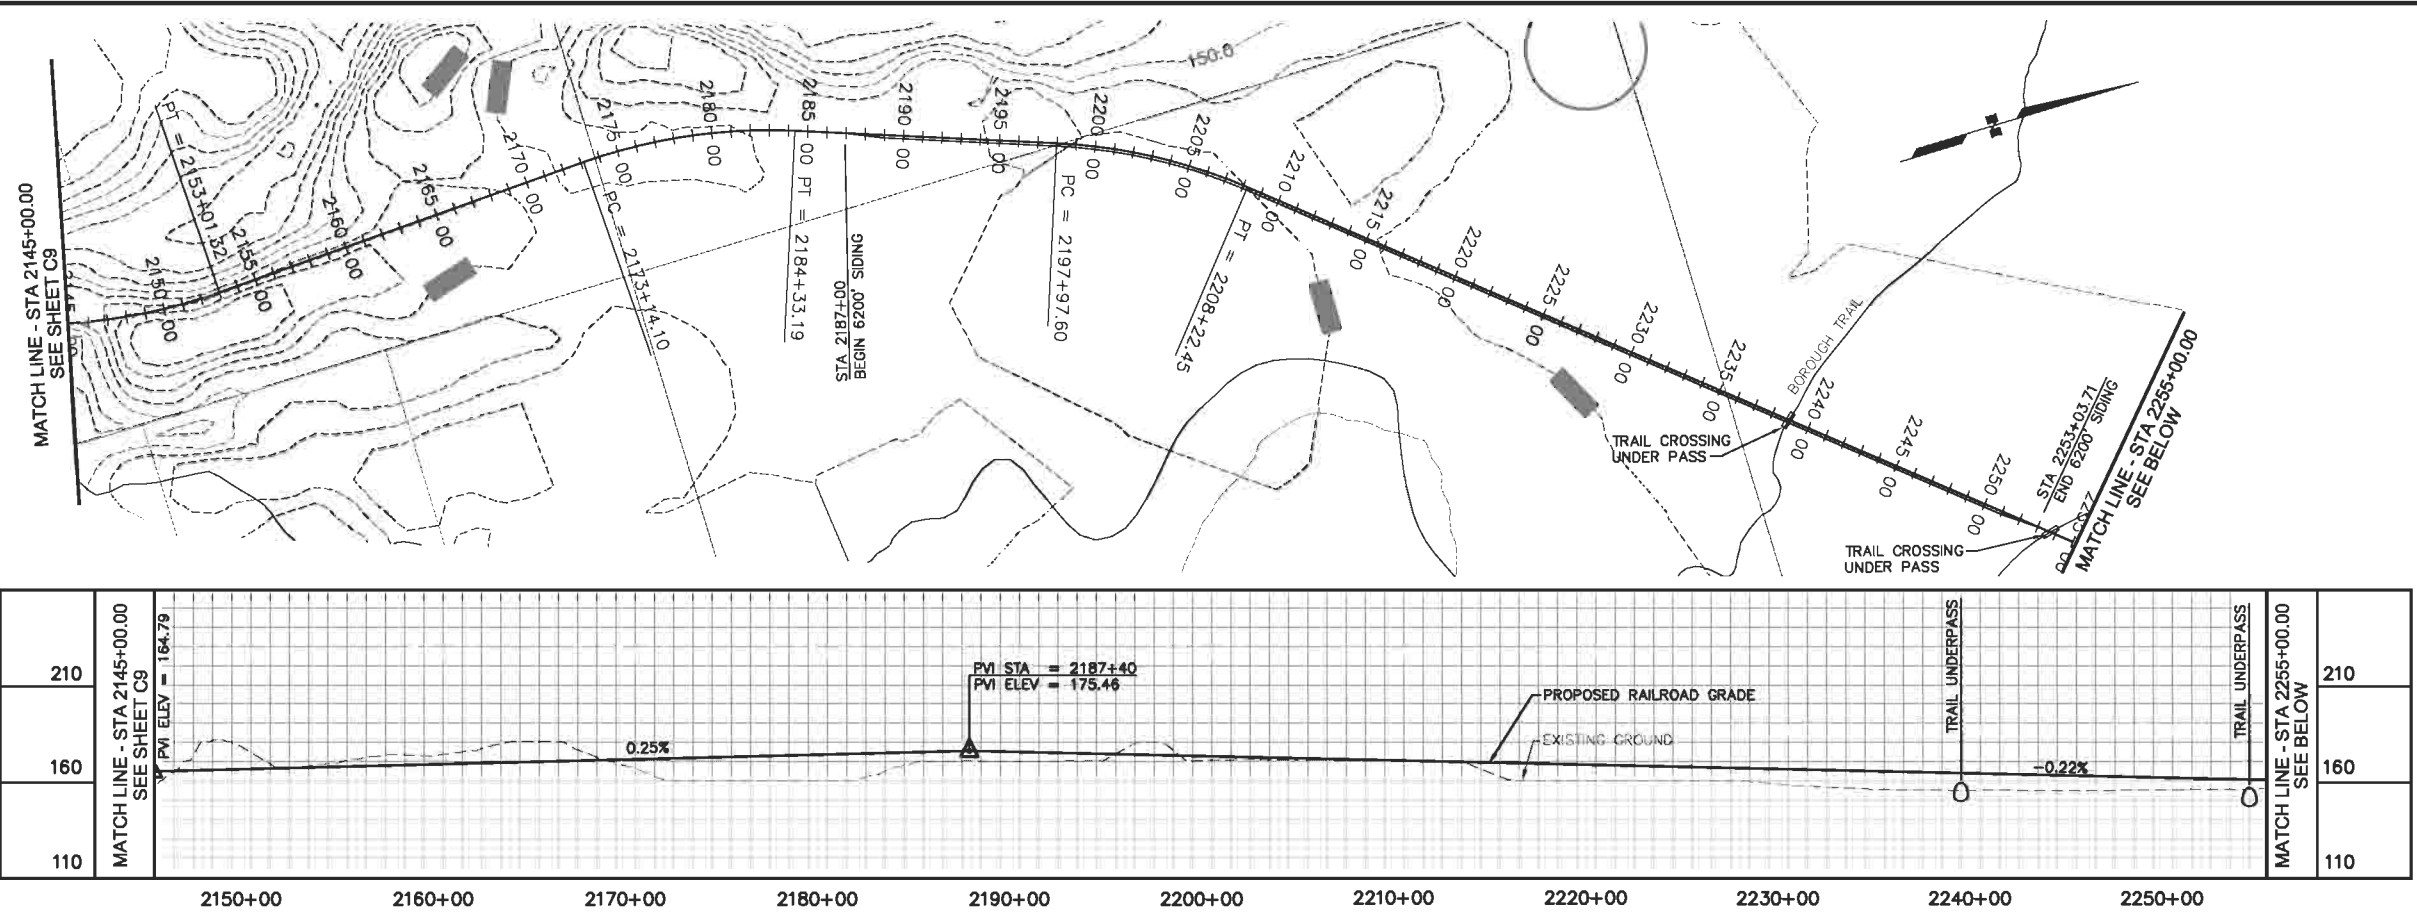 MATCH LINE - STA 2145+00.00
SEE SHEET C9
PT = 2153+01.32
2150+00
2155+00
2160+00
2165+00
2170+00
2175+00
PC = 2173+14.10
2180+00
2185+00
PT = 2184+33.19
STA 2187+00
BEGIN 6200' SIDING
2190+00
2195+00
PC = 2197+97.60
2200+00
150.0
2205+00
PT = 2208+22.45
2210+00
2215+00
2220+00
2225+00
2230+00
2235+00
BOROUGH TRAIL
2240+00
TRAIL CROSSING
UNDER PASS
2245+00
2250+00
N
STA 2253+03.71
END 6200' SIDING
TRAIL CROSSING
UNDER PASS
MATCH LINE - STA 2255+00.00
SEE BELOW
210
160
110
MATCH LINE - STA 2145+00.00
SEE SHEET C9
PVI ELEV = 164.79
0.25%
PVI STA = 2187+40
PVI ELEV = 175.46
PROPOSED RAILROAD GRADE
EXISTING GROUND
TRAIL UNDERPASS
-0.22%
TRAIL UNDERPASS
MATCH LINE - STA 2255+00.00
SEE BELOW
210
160
110
2150+00
2160+00
2170+00
2180+00
2190+00
2200+00
2210+00
2220+00
2230+00
2240+00
2250+00